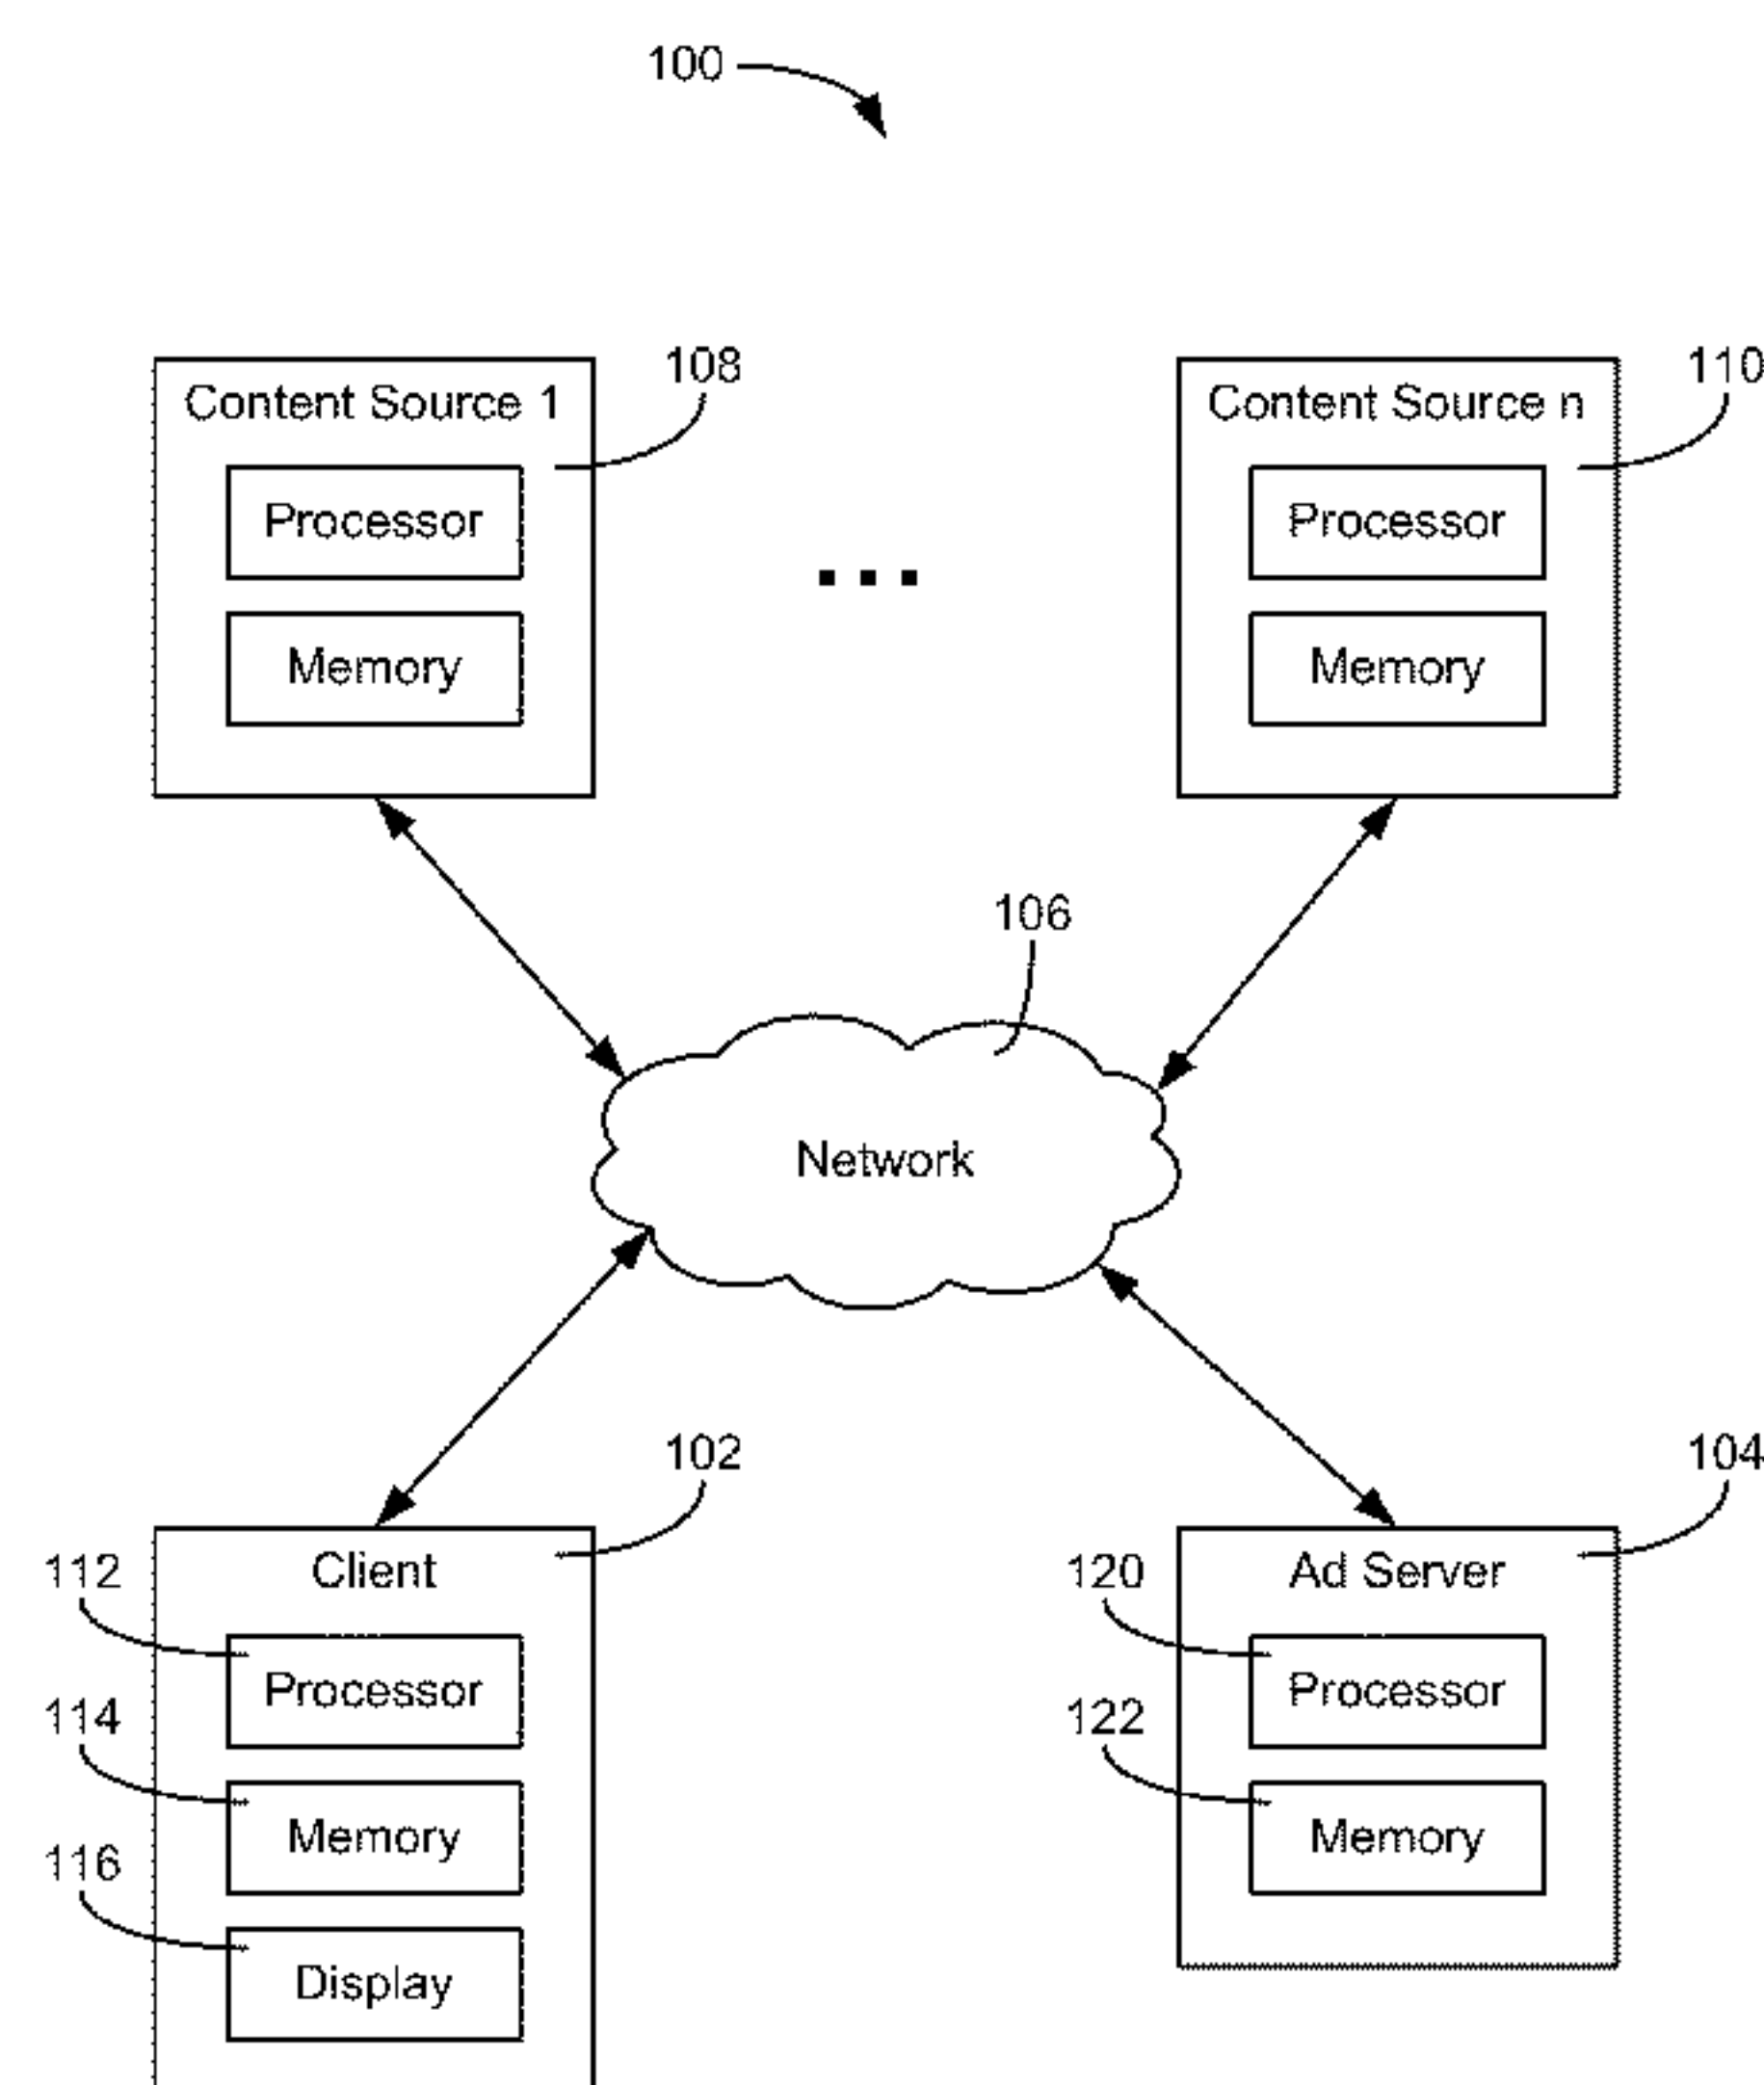 100
108
110
Content Source 1
Content Source n
Processor
Processor
...
Memory
Memory
106
Network
102
104
112
Client
120
Ad Server
Processor
Processor
114
122
Memory
Memory
116
Display